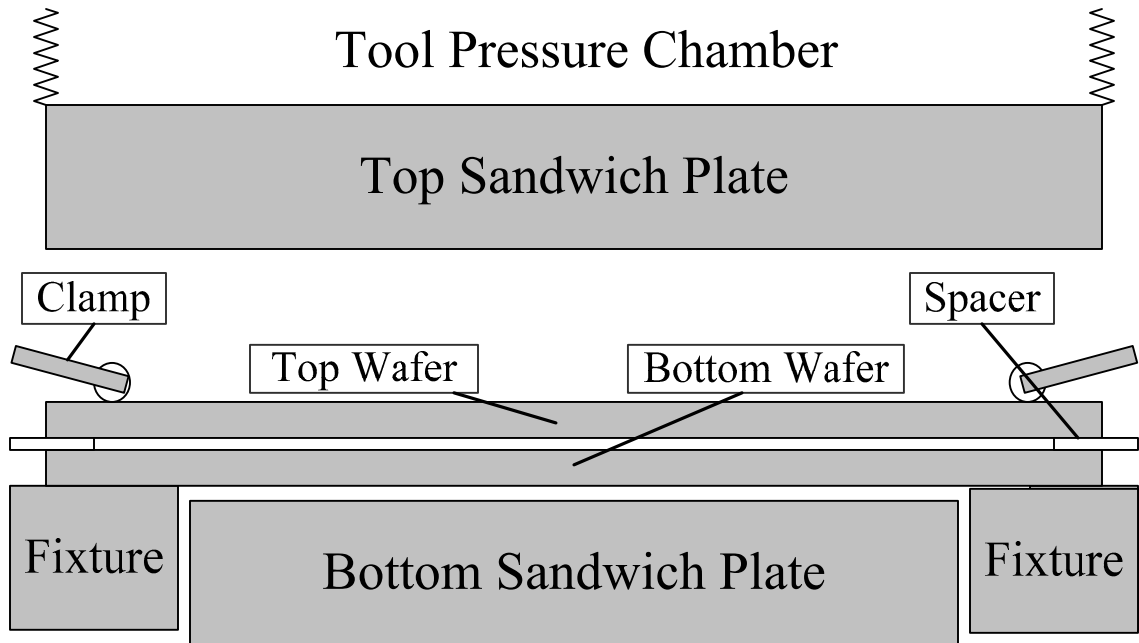 Tool Pressure Chamber
Top Sandwich Plate
Clamp
Spacer
Top Wafer
Bottom Wafer
Fixture
Bottom Sandwich Plate
Fixture